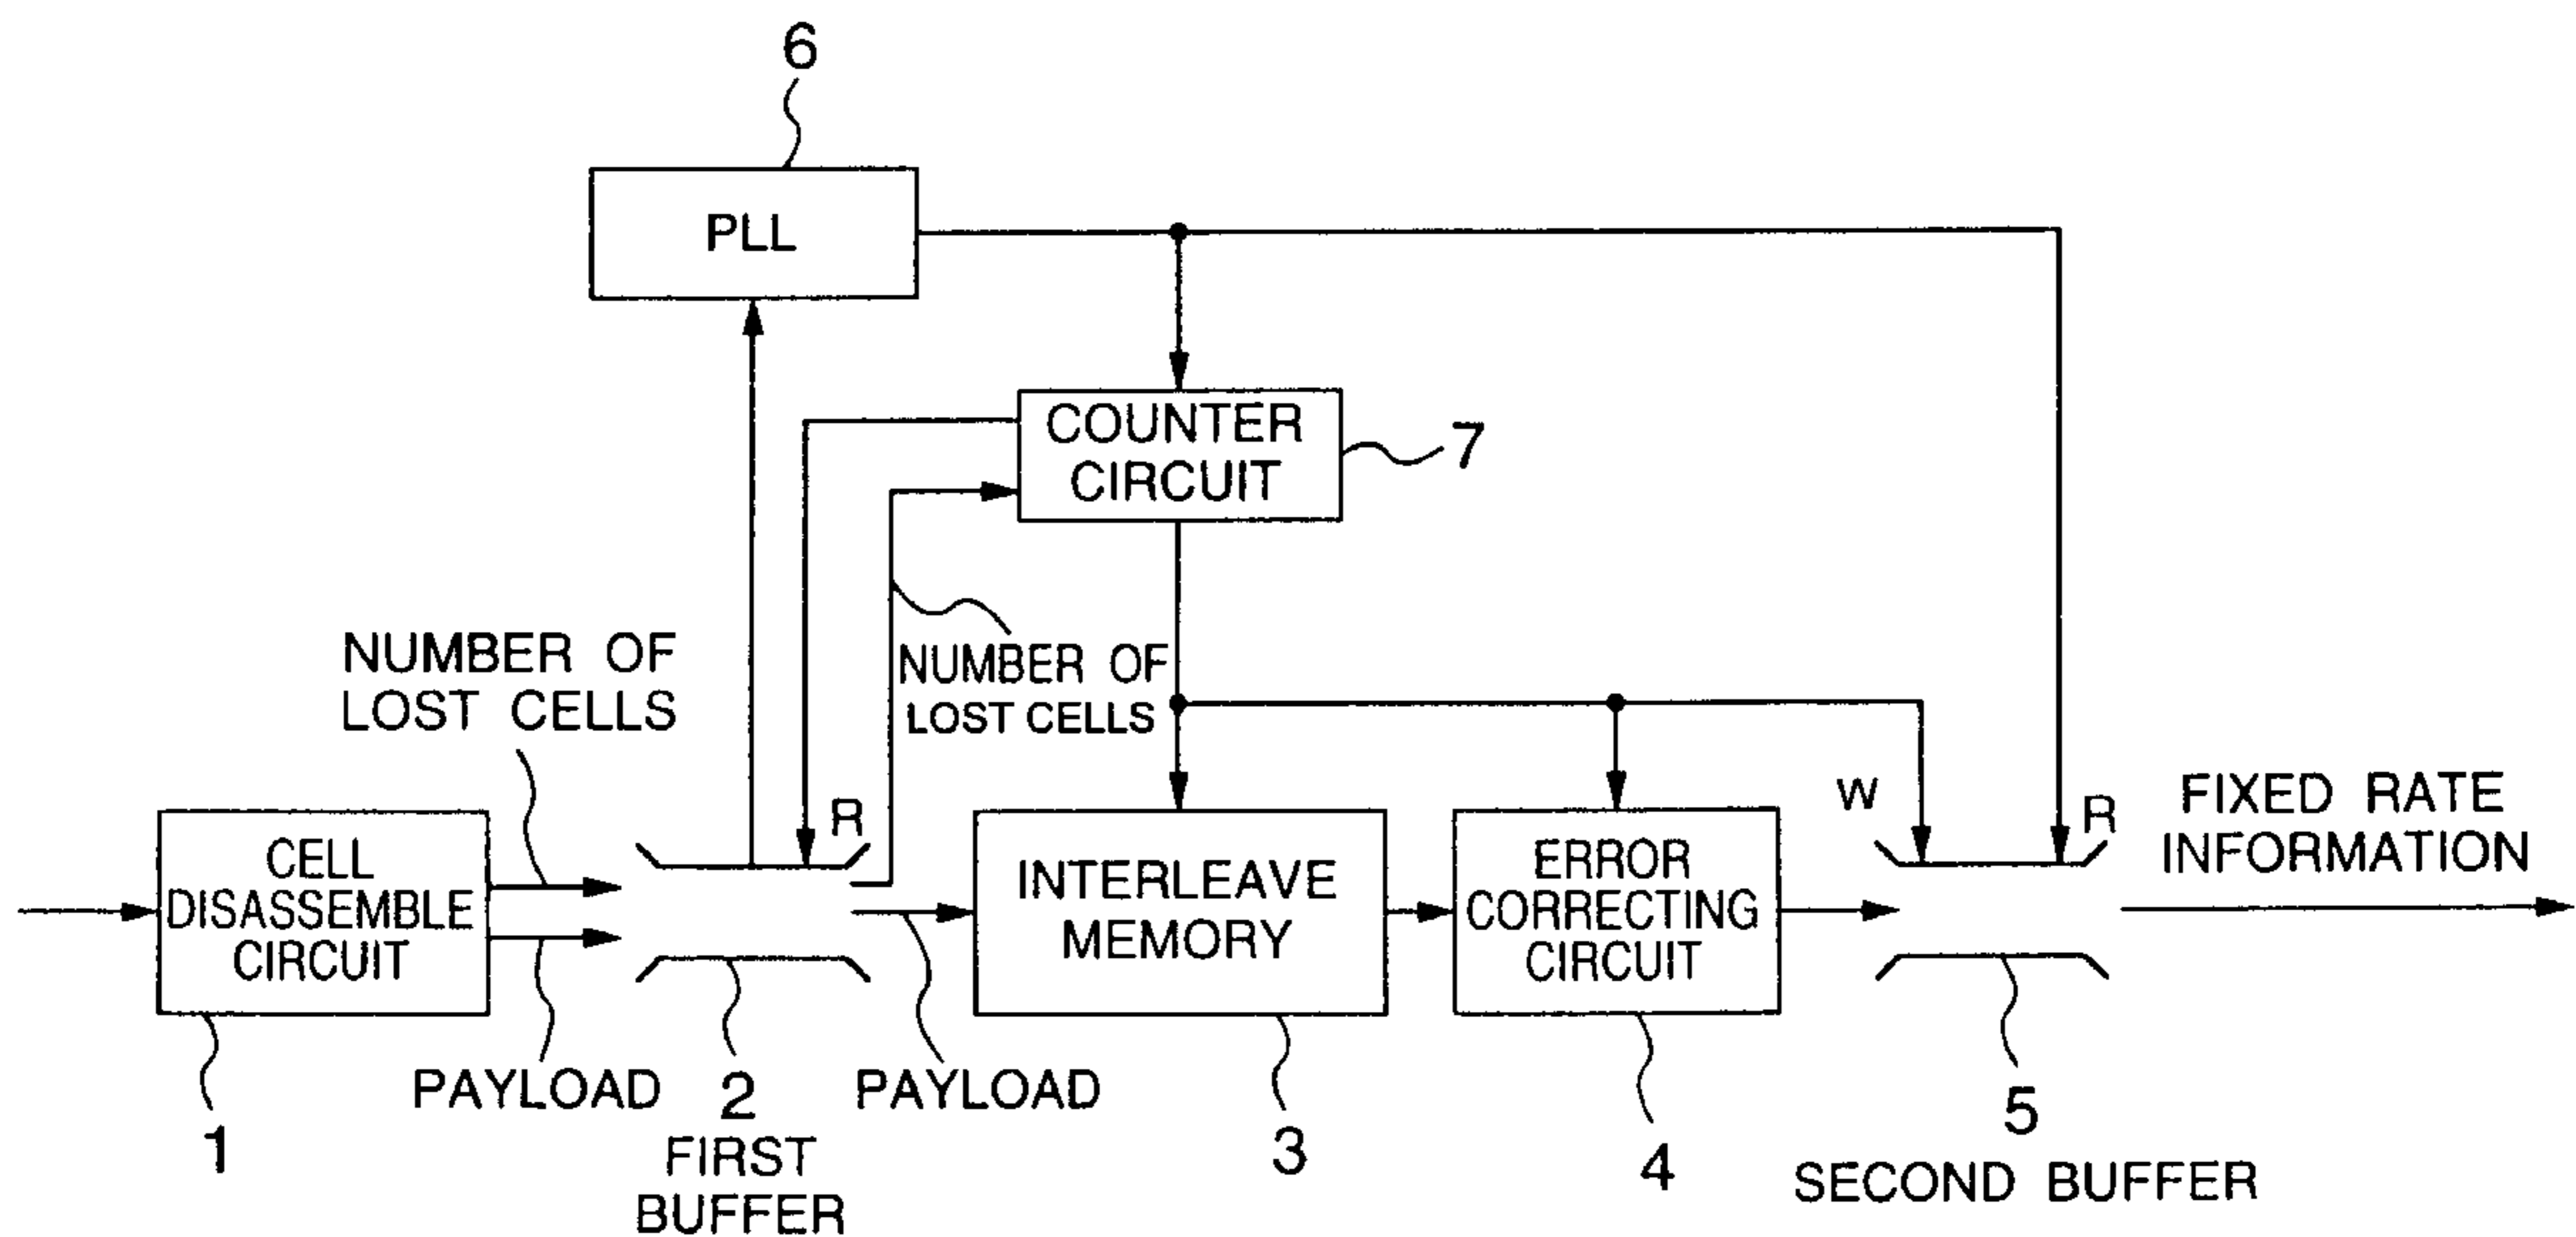 6
PLL
COUNTER
CIRCUIT
7
NUMBER OF
LOST CELLS
NUMBER OF
LOST CELLS
R
W
R
FIXED RATE
INFORMATION
CELL
DISASSEMBLE
CIRCUIT
INTERLEAVE
MEMORY
ERROR
CORRECTING
CIRCUIT
PAYLOAD
PAYLOAD
1
2
FIRST
BUFFER
3
4
5
SECOND BUFFER